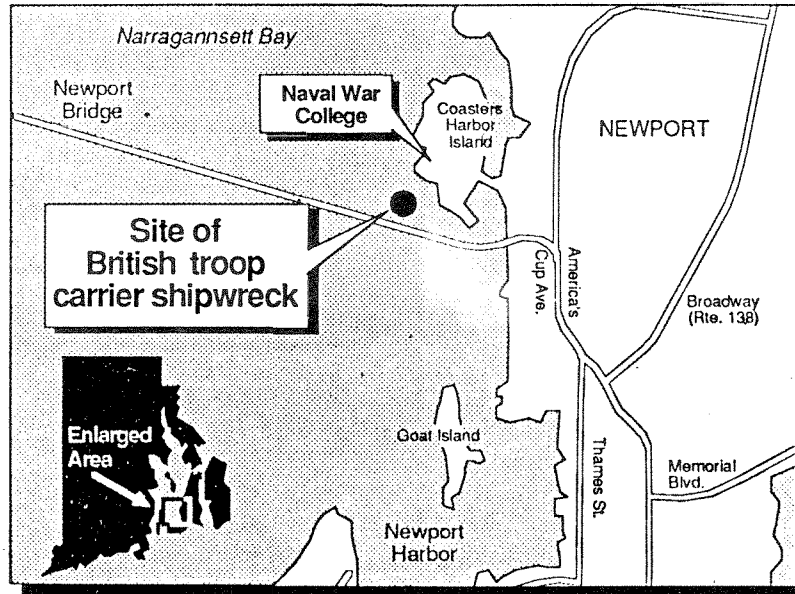 Narragannsett Bay
Newport
Bridge
Naval War
College
Coasters
Harbor
Island
NEWPORT
Site of
British troop
carrier shipwreck
America's
Cup Ave.
Broadway
(Rte. 138)
Enlarged
Area
Goat Island
Thames St.
Memorial
Blvd.
Newport
Harbor